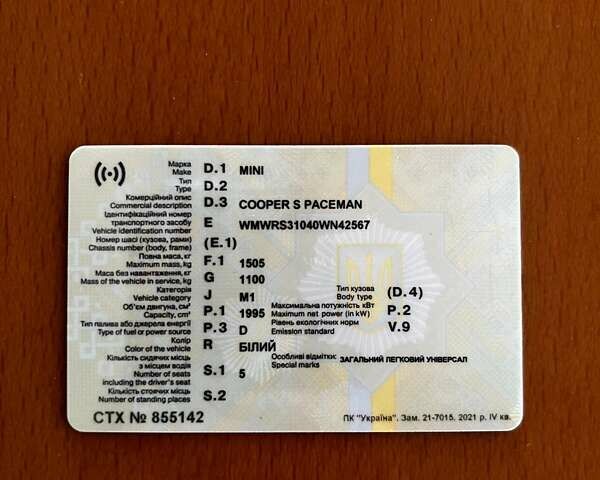 Марка
Make
D.1 MINI
Тип
Type
D.2
Комерційний опис
Commercial description
D.3 COOPER S PACEMAN
Ідентифікаційний номер
транспортного засобу
Vehicle identification number
E WMWRS31040WN42567
Номер шасі (кузова, рами)
Chassis number (body, frame)
(E.1)
Повна маса, кг
Maximum mass, kg
F.1 1505
Маса без навантаження, кг
Mass of the vehicle in service, kg
G 1100
Категорія
Vehicle category
J M1
Тип кузова
Body type
(D.4)
Об'єм двигуна, см³
Capacity, cm³
P.1 1995
Максимальна потужність кВт
Maximum net power (in kW)
P.2
Тип палива або джерела енергії
Type of fuel or power source
P.3 D
Рівень екологічних норм
Emission standard
V.9
Колір
Color of the vehicle
R БІЛИЙ
Особливі відмітки:
Special marks
ЗАГАЛЬНИЙ ЛЕГКОВИЙ УНІВЕРСАЛ
Кількість сидячих місць
з місцем водія
Number of seats
including the driver's seat
S.1 5
Кількість стоячих місць
Number of standing places
S.2
СТХ № 855142
ПК "Україна". Зам. 21-7015. 2021 р. IV кв.